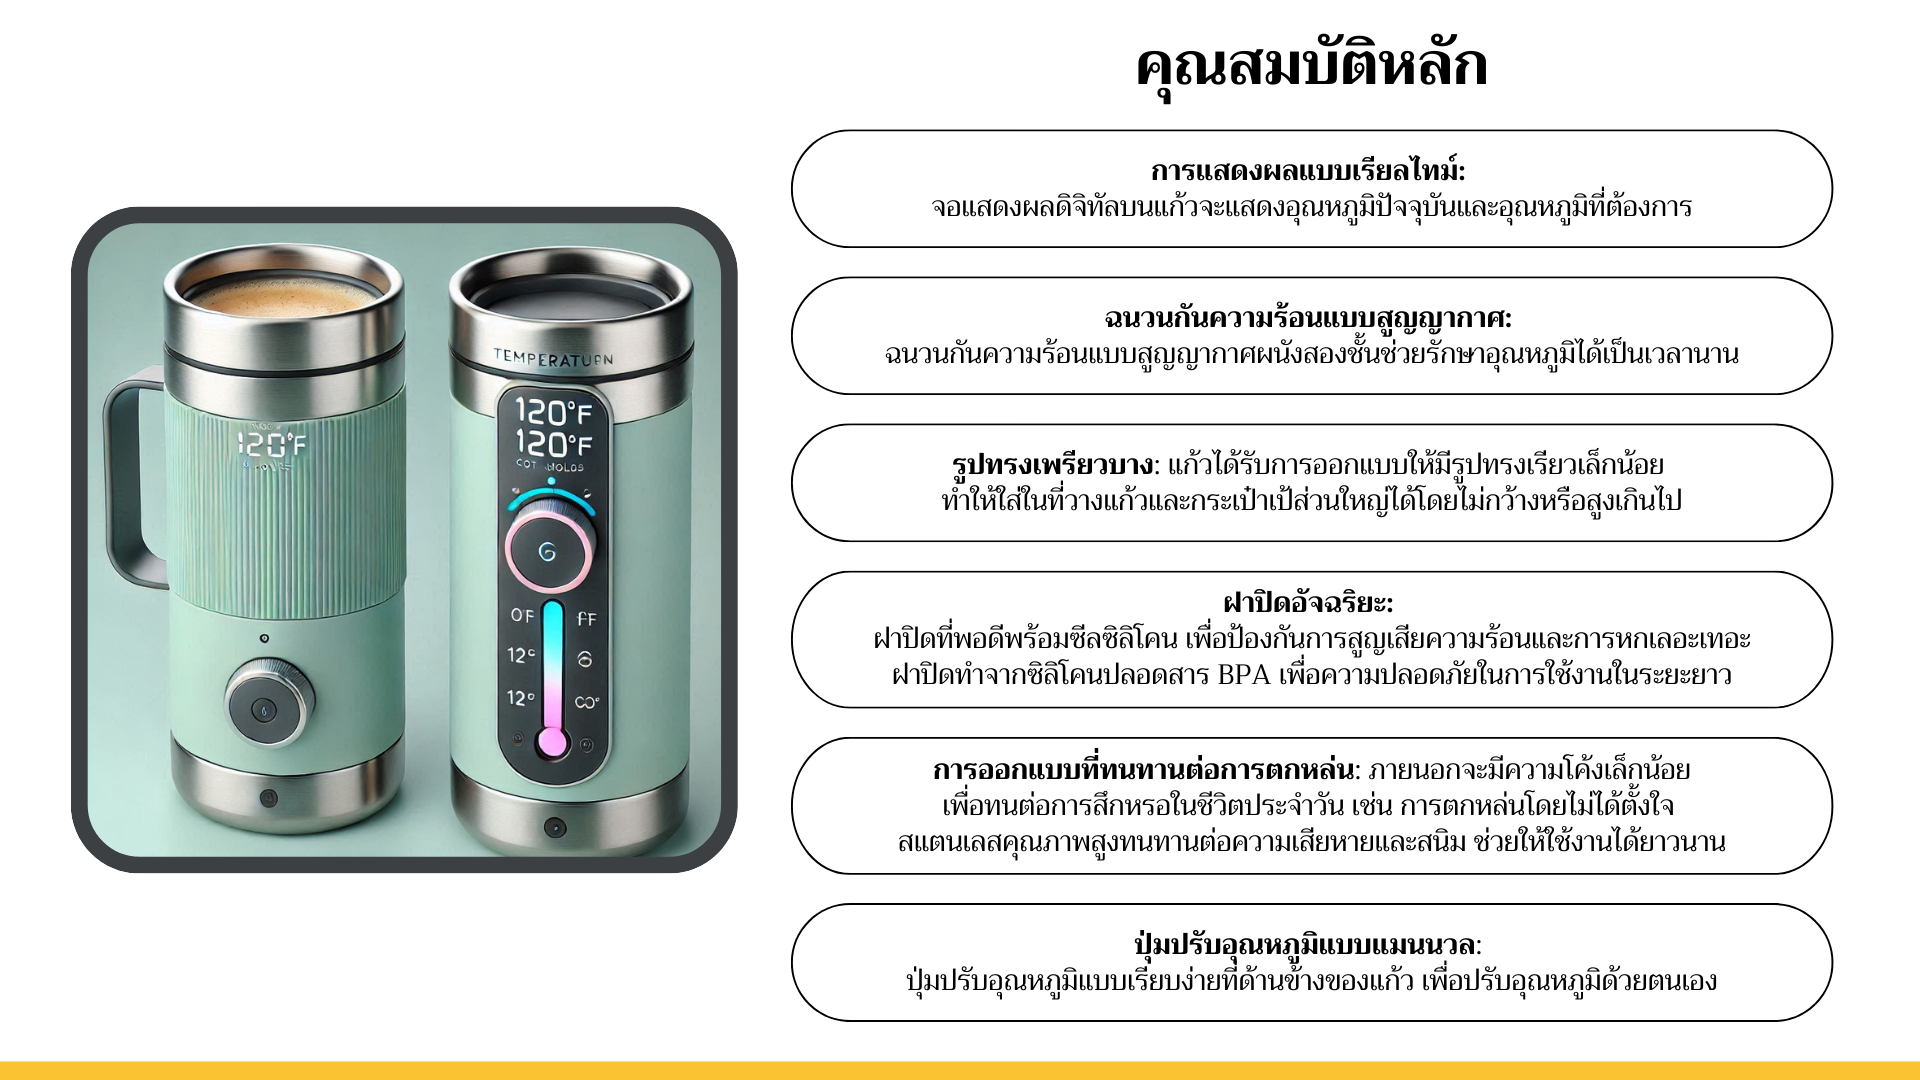 คุณสมบัติหลัก
การแสดงผลแบบเรียลไทม์:
จอแสดงผลดิจิทัลบนแก้วจะแสดงอุณหภูมิปัจจุบันและอุณหภูมิที่ต้องการ
ฉนวนกันความร้อนแบบสูญญากาศ:
ฉนวนกันความร้อนแบบสูญญากาศผนังสองชั้นช่วยรักษาอุณหภูมิได้เป็นเวลานาน
รูปทรงเพรียวบาง: แก้วได้รับการออกแบบให้มีรูปทรงเรียวเล็กน้อย
ทำให้ใส่ในที่วางแก้วและกระเป๋าเป้ส่วนใหญ่ได้โดยไม่กว้างหรือสูงเกินไป
ฝาปิดอัจฉริยะ:
ฝาปิดที่พอดีพร้อมซีลซิลิโคน เพื่อป้องกันการสูญเสียความร้อนและการหกเลอะเทอะ
ฝาปิดทำจากซิลิโคนปลอดสาร BPA เพื่อความปลอดภัยในการใช้งานในระยะยาว
การออกแบบที่ทนทานต่อการตกหล่น: ภายนอกจะมีความโค้งเล็กน้อย
เพื่อทนต่อการสึกหรอในชีวิตประจำวัน เช่น การตกหล่นโดยไม่ได้ตั้งใจ
สแตนเลสคุณภาพสูงทนทานต่อความเสียหายและสนิม ช่วยให้ใช้งานได้ยาวนาน
ปุ่มปรับอุณหภูมิแบบแมนนวล:
ปุ่มปรับอุณหภูมิแบบเรียบง่ายที่ด้านข้างของแก้ว เพื่อปรับอุณหภูมิด้วยตนเอง
120°F
120°F
120°F